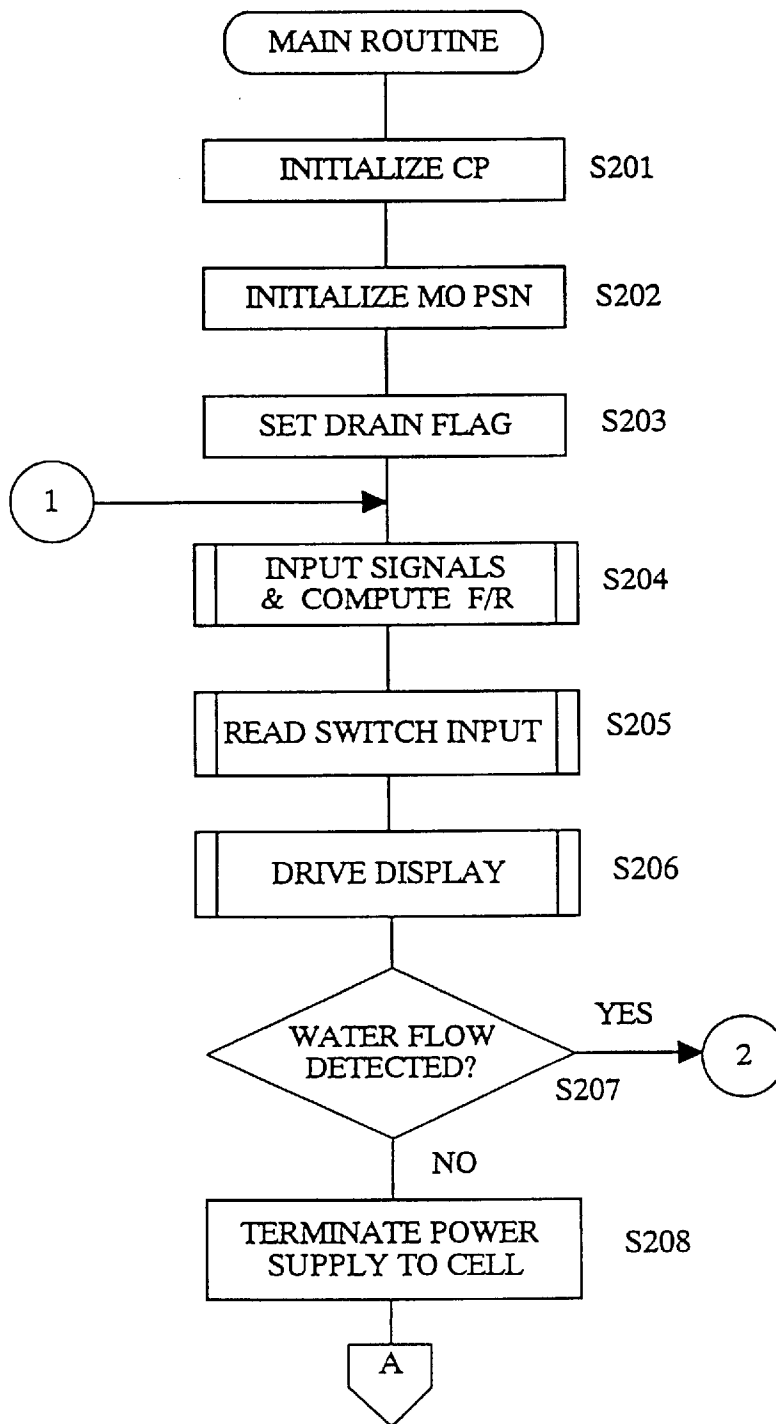 MAIN ROUTINE
INITIALIZE CP
S201
INITIALIZE MO PSN
S202
SET DRAIN FLAG
S203
1
INPUT SIGNALS
& COMPUTE F/R
S204
READ SWITCH INPUT
S205
DRIVE DISPLAY
S206
WATER FLOW
DETECTED?
YES
2
S207
NO
TERMINATE POWER
SUPPLY TO CELL
S208
A